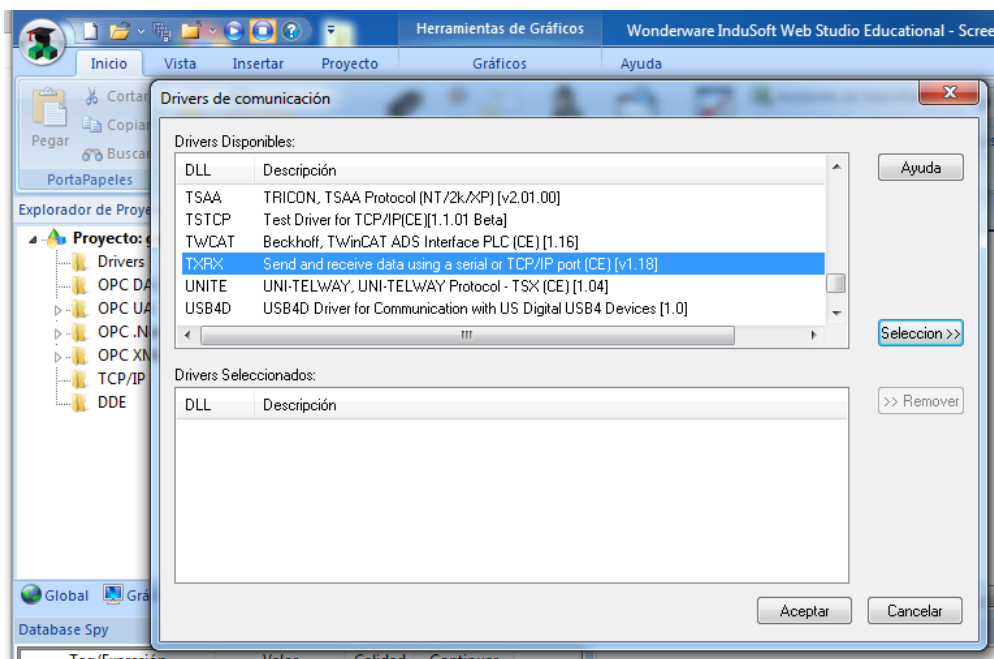 Herramientas de Gráficos
Wonderware InduSoft Web Studio Educational - Scree
Inicio Vista Insertar Proyecto Gráficos Ayuda
Cortar
Copiar
Buscar
Pegar
PortaPapeles
Drivers de comunicación
Drivers Disponibles:
DLL Descripción
TSAA TRICON, TSAA Protocol (NT/2k/XP) [v2.01.00]
TSTCP Test Driver for TCP/IP(CE)[1.1.01 Beta]
TWCAT Beckhoff, TWinCAT ADS Interface PLC (CE) [1.16]
TXRX Send and receive data using a serial or TCP/IP port (CE) [v1.18]
UNITE UNI-TELWAY, UNI-TELWAY Protocol - TSX (CE) [1.04]
USB4D USB4D Driver for Communication with US Digital USB4 Devices [1.0]
Ayuda
Seleccion >>
Drivers Seleccionados:
DLL Descripción
>> Remover
Aceptar Cancelar
Explorador de Proye
Proyecto: g
Drivers
OPC DA
OPC UA
OPC .N
OPC XM
TCP/IP
DDE
Global Grá
Database Spy